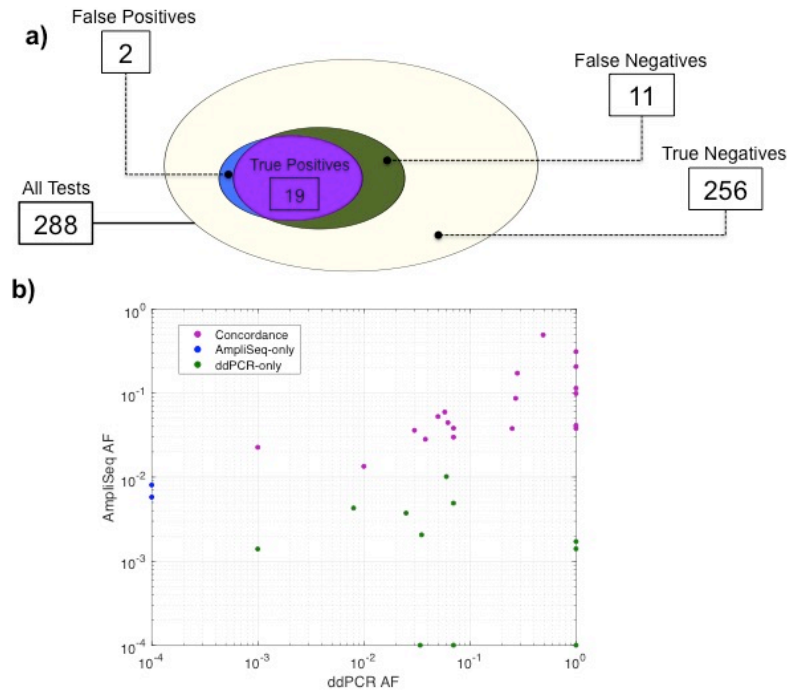 a)
False Positives
2
False Negatives
11
True Positives
19
True Negatives
256
All Tests
288
b)
10^0
10^-1
10^-2
10^-3
10^-4
AmpliSeq AF
Concordance
AmpliSeq-only
ddPCR-only
10^-4 10^-3 10^-2 10^-1 10^0
ddPCR AF